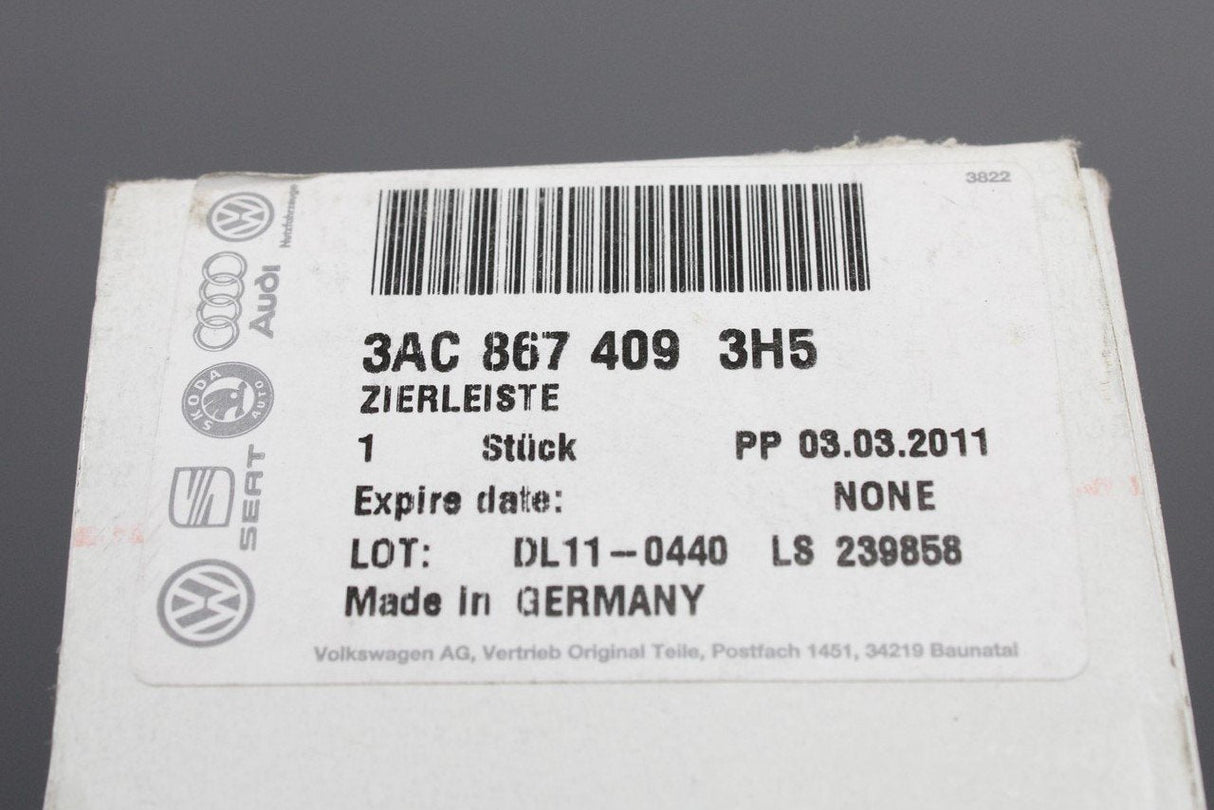 3822
Nutzfahrzeuge
Audi
SKODA
AUTO
SEAT
3AC 867 409 3H5
ZIERLEISTE
1 Stück PP 03.03.2011
Expire date: NONE
LOT: DL11-0440 LS 239858
Made in GERMANY
Volkswagen AG, Vertrieb Original Teile, Postfach 1451, 34219 Baunatal